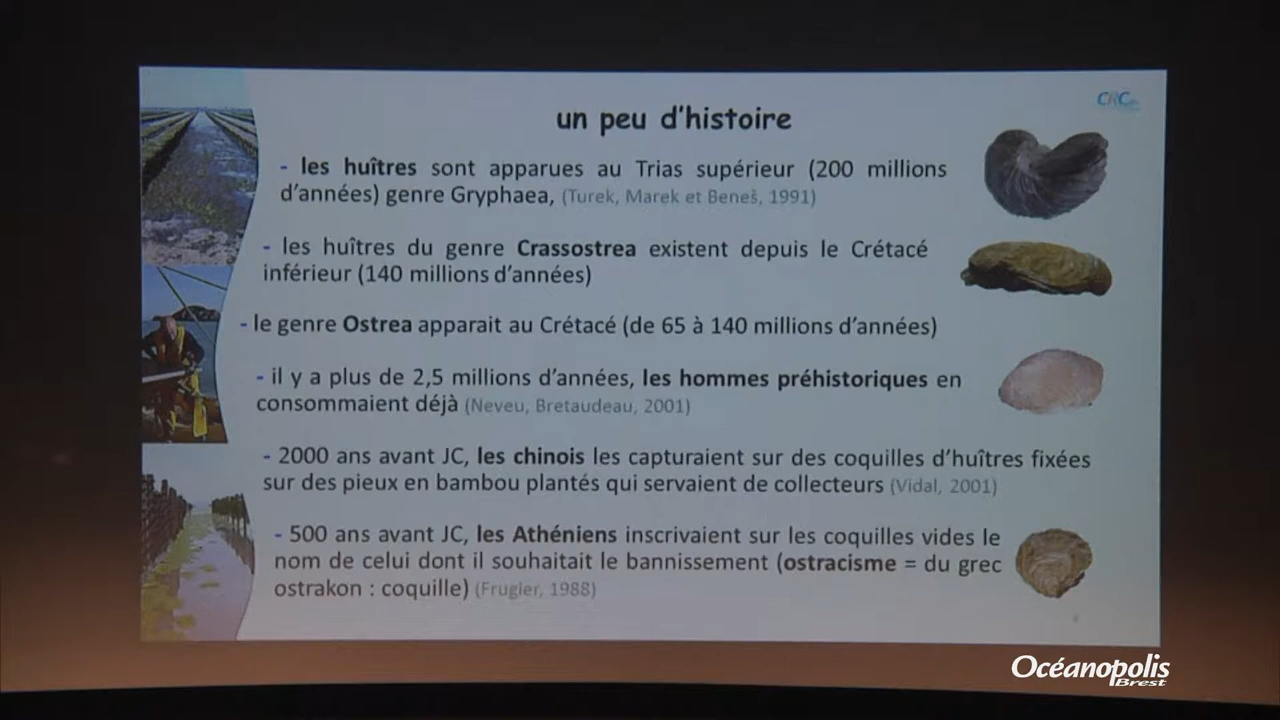 CRC
un peu d'histoire
- les huîtres sont apparues au Trias supérieur (200 millions
d'années) genre Gryphaea, (Turek, Marek et Beneš, 1991)
- les huîtres du genre Crassostrea existent depuis le Crétacé
inférieur (140 millions d'années)
- le genre Ostrea apparait au Crétacé (de 65 à 140 millions d'années)
- il y a plus de 2,5 millions d'années, les hommes préhistoriques en
consommaient déjà (Neveu, Bretaudeau, 2001)
- 2000 ans avant JC, les chinois les capturaient sur des coquilles d'huîtres fixées
sur des pieux en bambou plantés qui servaient de collecteurs (Vidal, 2001)
- 500 ans avant JC, les Athéniens inscrivaient sur les coquilles vides le
nom de celui dont il souhaitait le bannissement (ostracisme = du grec
ostrakon : coquille) (Frugier, 1988)
Océanopolis
Brest